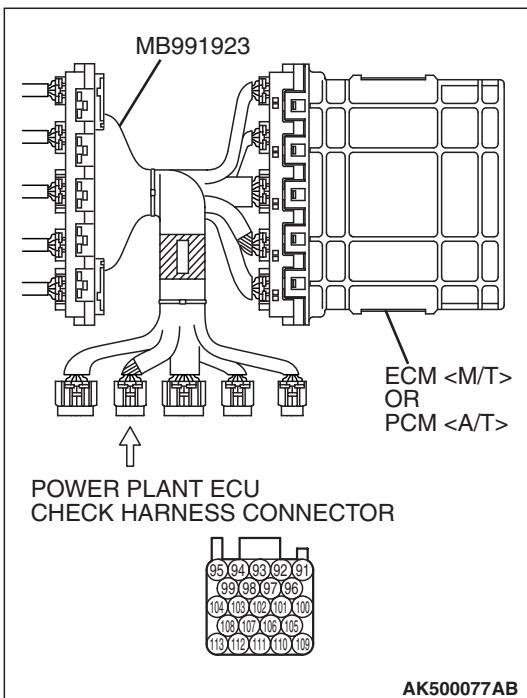 MB991923
ECM <M/T>
OR
PCM <A/T>
POWER PLANT ECU
CHECK HARNESS CONNECTOR
95 94 93 92 91
99 98 97 96
104 103 102 101 100
108 107 106 105
113 112 111 110 109
AK500077AB